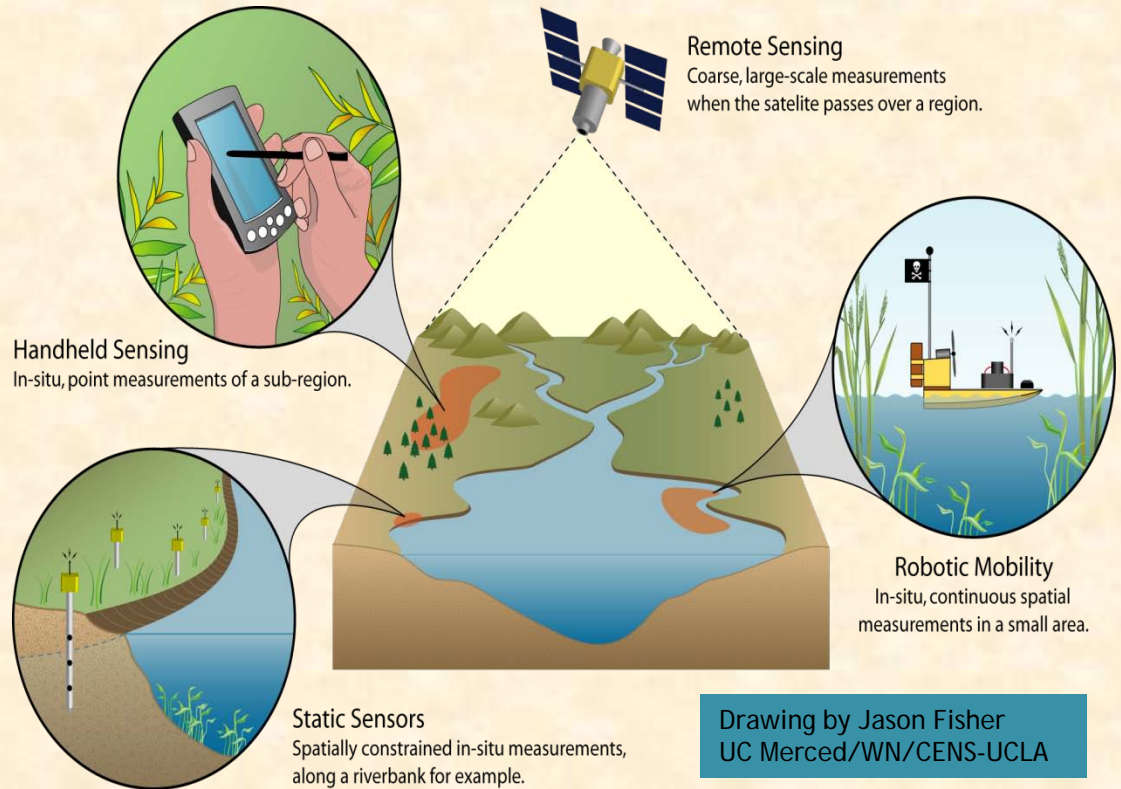 Remote Sensing
Coarse, large-scale measurements
when the satelite passes over a region.
Handheld Sensing
In-situ, point measurements of a sub-region.
Robotic Mobility
In-situ, continuous spatial
measurements in a small area.
Static Sensors
Spatially constrained in-situ measurements,
along a riverbank for example.
Drawing by Jason Fisher
UC Merced/WN/CENS-UCLA